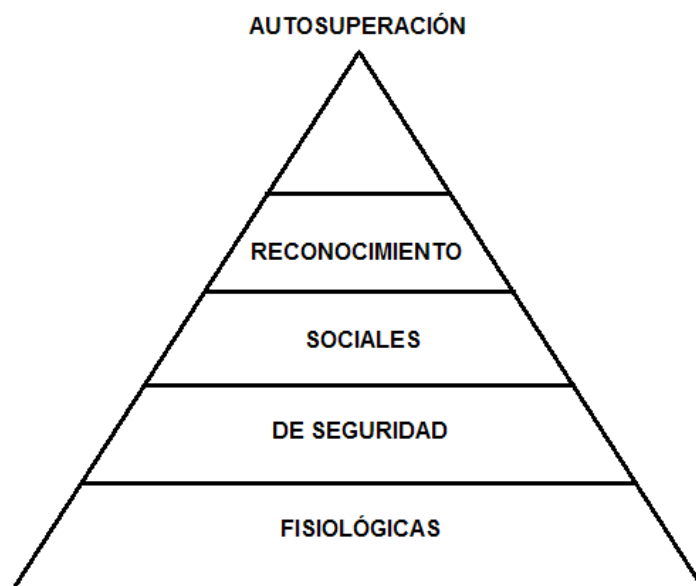 AUTOSUPERACIÓN
RECONOCIMIENTO
SOCIALES
DE SEGURIDAD
FISIOLÓGICAS